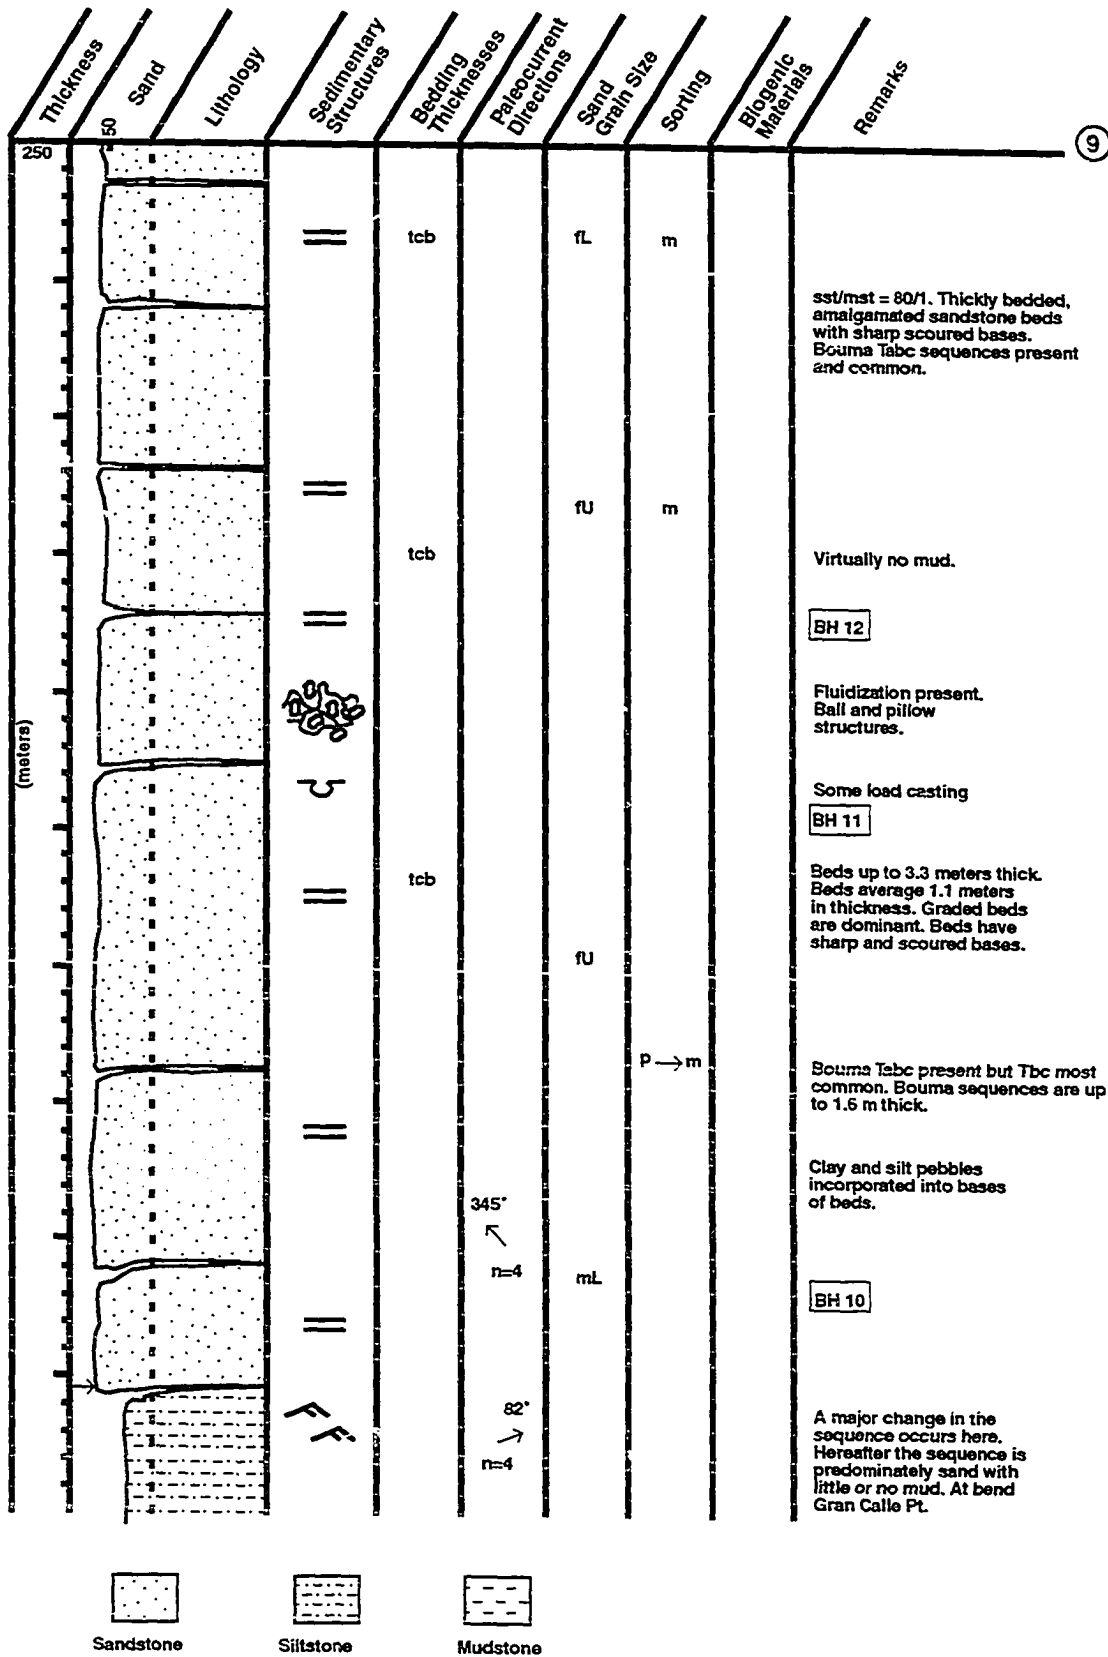 Thickness
Sand
Lithology
Sedimentary
Structures
Bedding
Thicknesses
Paleocurrent
Directions
Sand
Grain Size
Sorting
Biogenic
Materials
Remarks
9
250
50
tcb
fL
m
sst/mst = 80/1. Thickly bedded,
amalgamated sandstone beds
with sharp scoured bases.
Bouma Tabc sequences present
and common.
fU
m
tcb
Virtually no mud.
BH 12
Fluidization present.
Ball and pillow
structures.
(meters)
Some load casting
BH 11
tcb
Beds up to 3.3 meters thick.
Beds average 1.1 meters
in thickness. Graded beds
are dominant. Beds have
sharp and scoured bases.
fU
p → m
Bouma Tabc present but Tbc most
common. Bouma sequences are up
to 1.6 m thick.
Clay and silt pebbles
incorporated into bases
of beds.
345°
n=4
mL
BH 10
82°
n=4
A major change in the
sequence occurs here.
Hereafter the sequence is
predominately sand with
little or no mud. At bend
Gran Calle Pt.
Sandstone
Siltstone
Mudstone